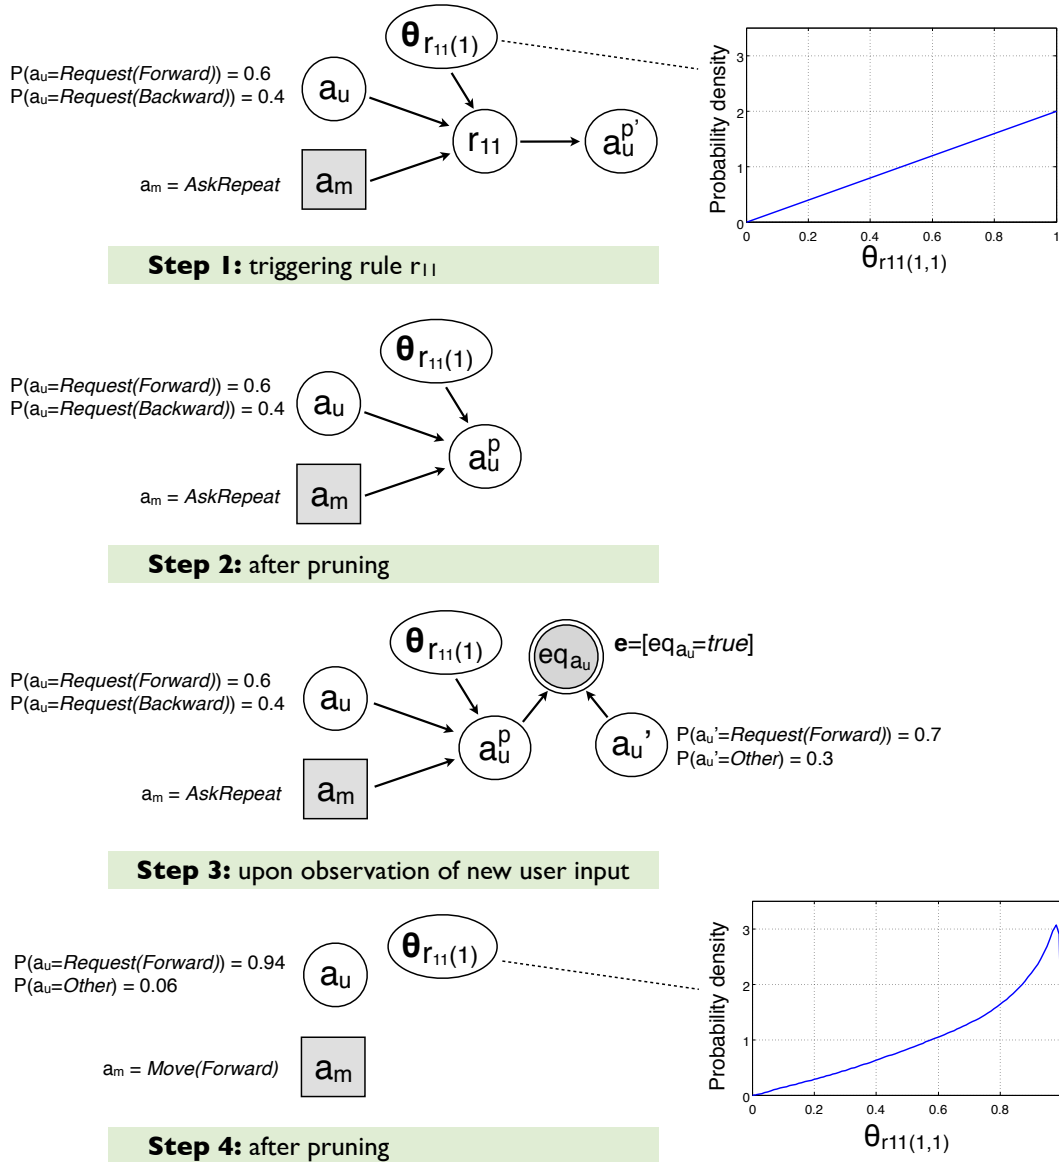 θr11(1)
P(au=Request(Forward)) = 0.6
P(au=Request(Backward)) = 0.4
au
r11
aup'
am = AskRepeat
am
Step 1: triggering rule r11
Probability density
3
2
1
0
0 0.2 0.4 0.6 0.8 1
θr11(1,1)
θr11(1)
P(au=Request(Forward)) = 0.6
P(au=Request(Backward)) = 0.4
au
aup
am = AskRepeat
am
Step 2: after pruning
θr11(1)
eqau
e=[eqau=true]
P(au=Request(Forward)) = 0.6
P(au=Request(Backward)) = 0.4
au
aup
au'
P(au'=Request(Forward)) = 0.7
P(au'=Other) = 0.3
am = AskRepeat
am
Step 3: upon observation of new user input
θr11(1)
P(au=Request(Forward)) = 0.94
P(au=Other) = 0.06
au
am = Move(Forward)
am
Step 4: after pruning
Probability density
3
2
1
0
0 0.2 0.4 0.6 0.8
θr11(1,1)